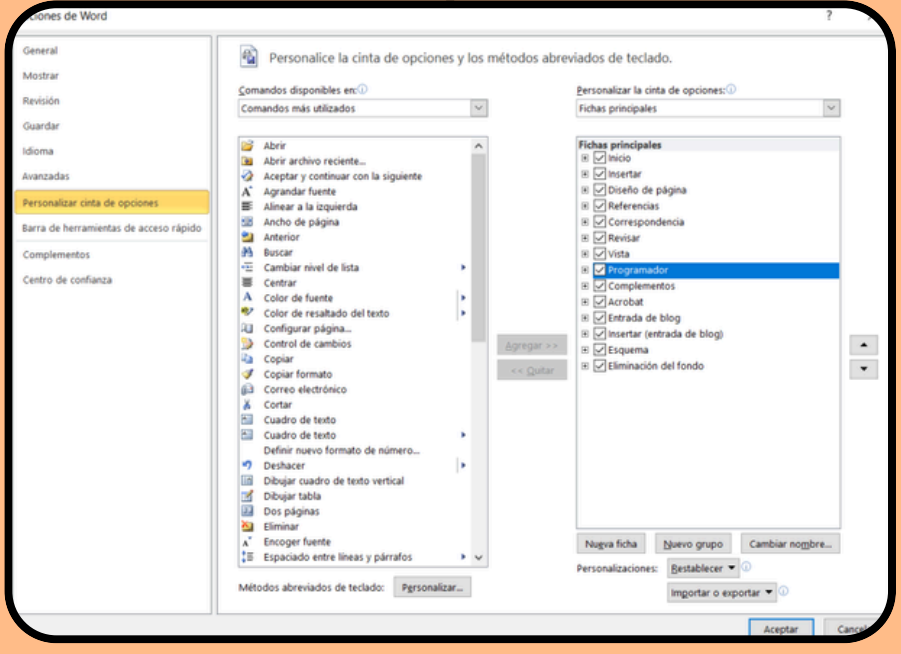 ciones de Word
?
General
Mostrar
Revisión
Guardar
Idioma
Avanzadas
Personalizar cinta de opciones
Barra de herramientas de acceso rápido
Complementos
Centro de confianza
Personalice la cinta de opciones y los métodos abreviados de teclado.
Comandos disponibles en:
Comandos más utilizados
Abrir
Abrir archivo reciente...
Aceptar y continuar con la siguiente
Agrandar fuente
Alinear a la izquierda
Ancho de página
Anterior
Buscar
Cambiar nivel de lista
Centrar
Color de fuente
Color de resaltado del texto
Configurar página...
Control de cambios
Copiar
Copiar formato
Correo electrónico
Cortar
Cuadro de texto
Cuadro de texto
Definir nuevo formato de número...
Deshacer
Dibujar cuadro de texto vertical
Dibujar tabla
Dos páginas
Eliminar
Encoger fuente
Espaciado entre líneas y párrafos
Métodos abreviados de teclado:
Personalizar...
Agregar >>
<< Quitar
Personalizar la cinta de opciones:
Fichas principales
Fichas principales
Inicio
Insertar
Diseño de página
Referencias
Correspondencia
Revisar
Vista
Programador
Complementos
Acrobat
Entrada de blog
Insertar (entrada de blog)
Esquema
Eliminación del fondo
Nueva ficha
Nuevo grupo
Cambiar nombre...
Personalizaciones:
Restablecer
Importar o exportar
Aceptar
Cancel